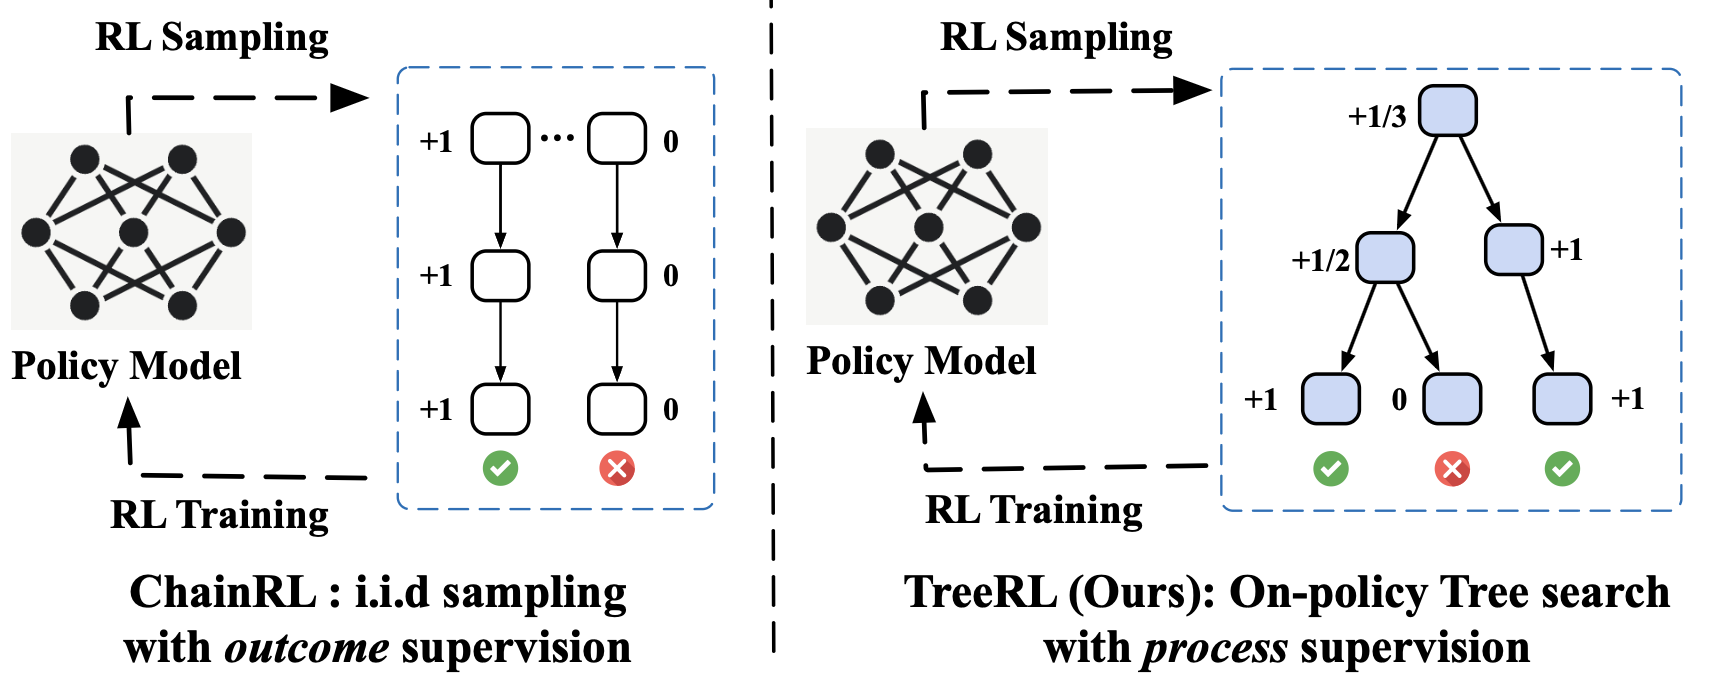 RL Sampling
+1 ... 0
+1 0
+1 0
Policy Model
RL Training
ChainRL : i.i.d sampling
with outcome supervision
RL Sampling
+1/3
+1/2 +1
+1 0 +1
Policy Model
RL Training
TreeRL (Ours): On-policy Tree search
with process supervision